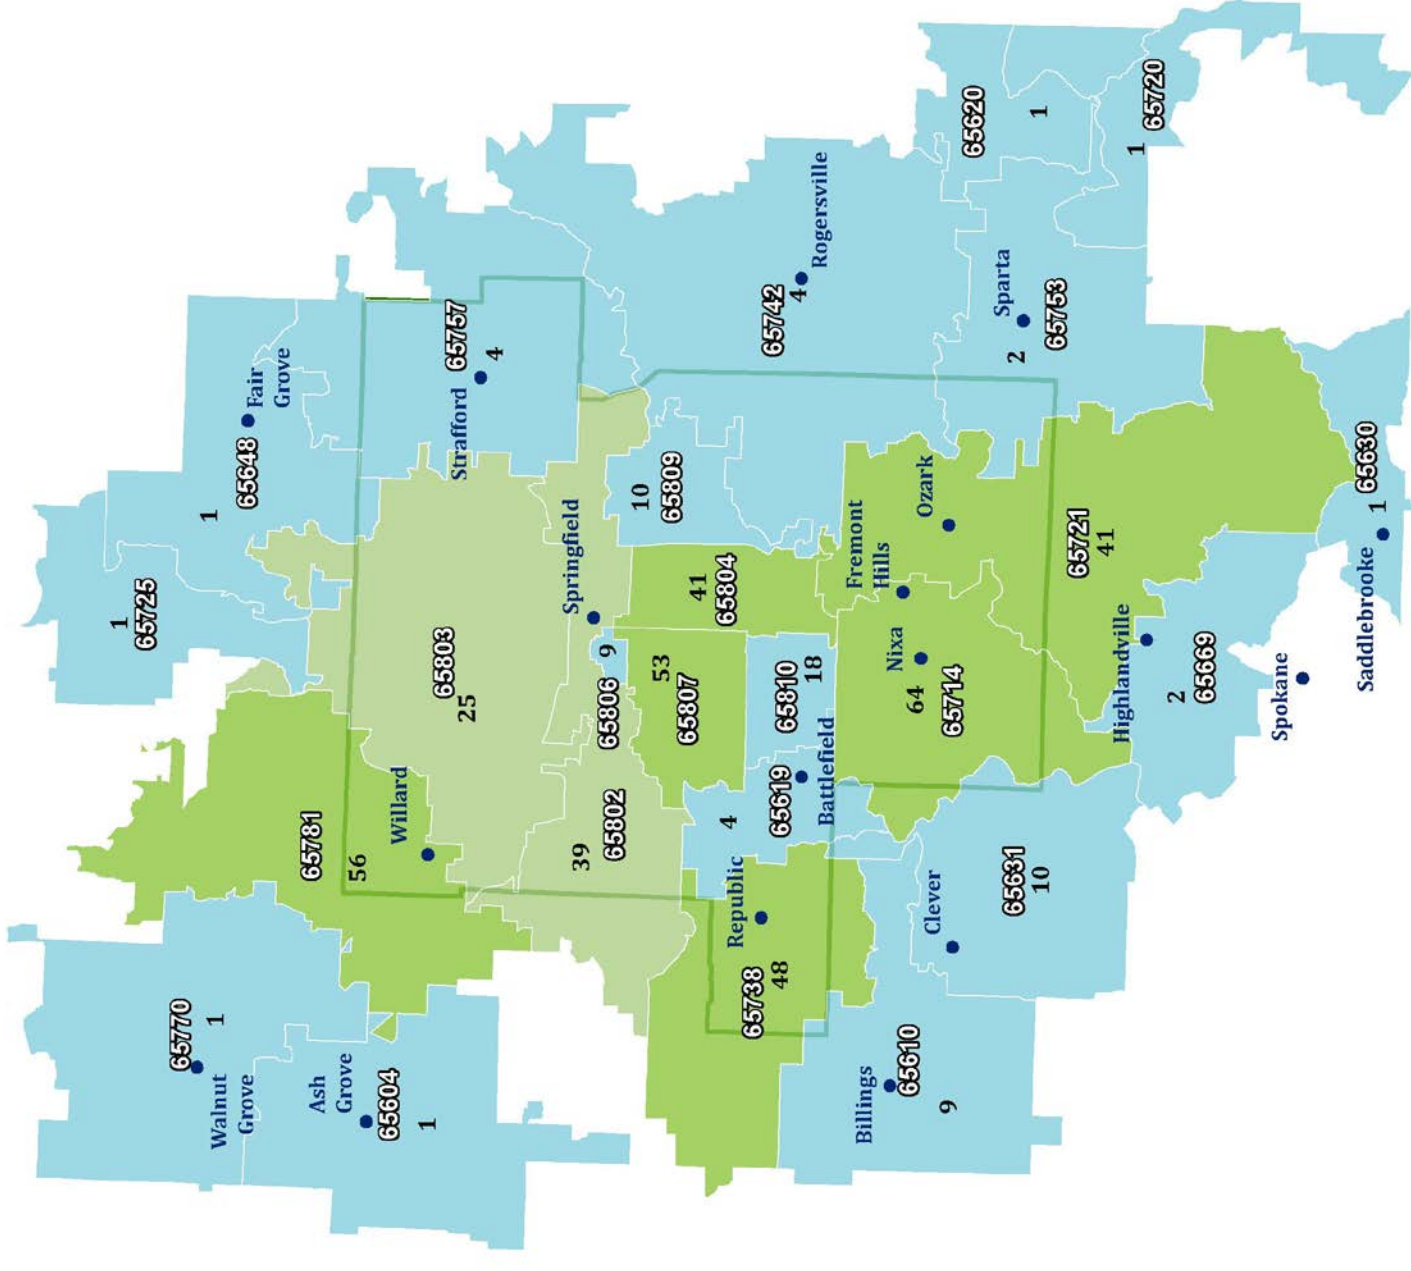 1
65725
1
65648
Fair
Grove
65770
1
Walnut
Grove
65781
56
Willard
65803
25
Strafford
65757
4
Ash
Grove
65604
1
Springfield
39
65802
65806
9
10
65809
41
65804
53
65807
4
65619
Battlefield
65810
18
65742
4
Rogersville
Republic
65738
48
Fremont
Hills
Ozark
Nixa
64
65714
65620
1
1
65720
Sparta
2
65753
Billings
65610
9
Clever
65631
10
65721
41
Highlandville
2
65669
Spokane
Saddlebrooke
1
65630